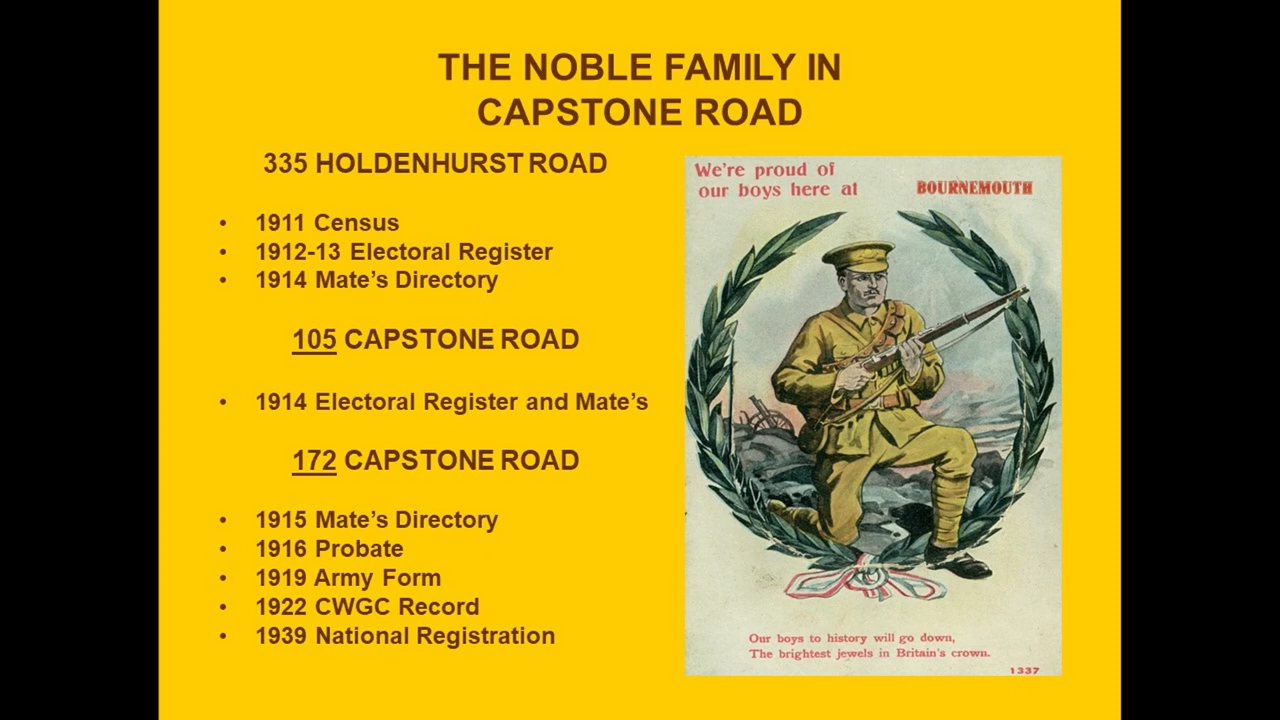 THE NOBLE FAMILY IN
CAPSTONE ROAD
335 HOLDENHURST ROAD
• 1911 Census
• 1912-13 Electoral Register
• 1914 Mate’s Directory
105 CAPSTONE ROAD
• 1914 Electoral Register and Mate’s
172 CAPSTONE ROAD
• 1915 Mate’s Directory
• 1916 Probate
• 1919 Army Form
• 1922 CWGC Record
• 1939 National Registration
We're proud of
our boys here at BOURNEMOUTH
Our boys to history will go down,
The brightest jewels in Britain's crown.
1337